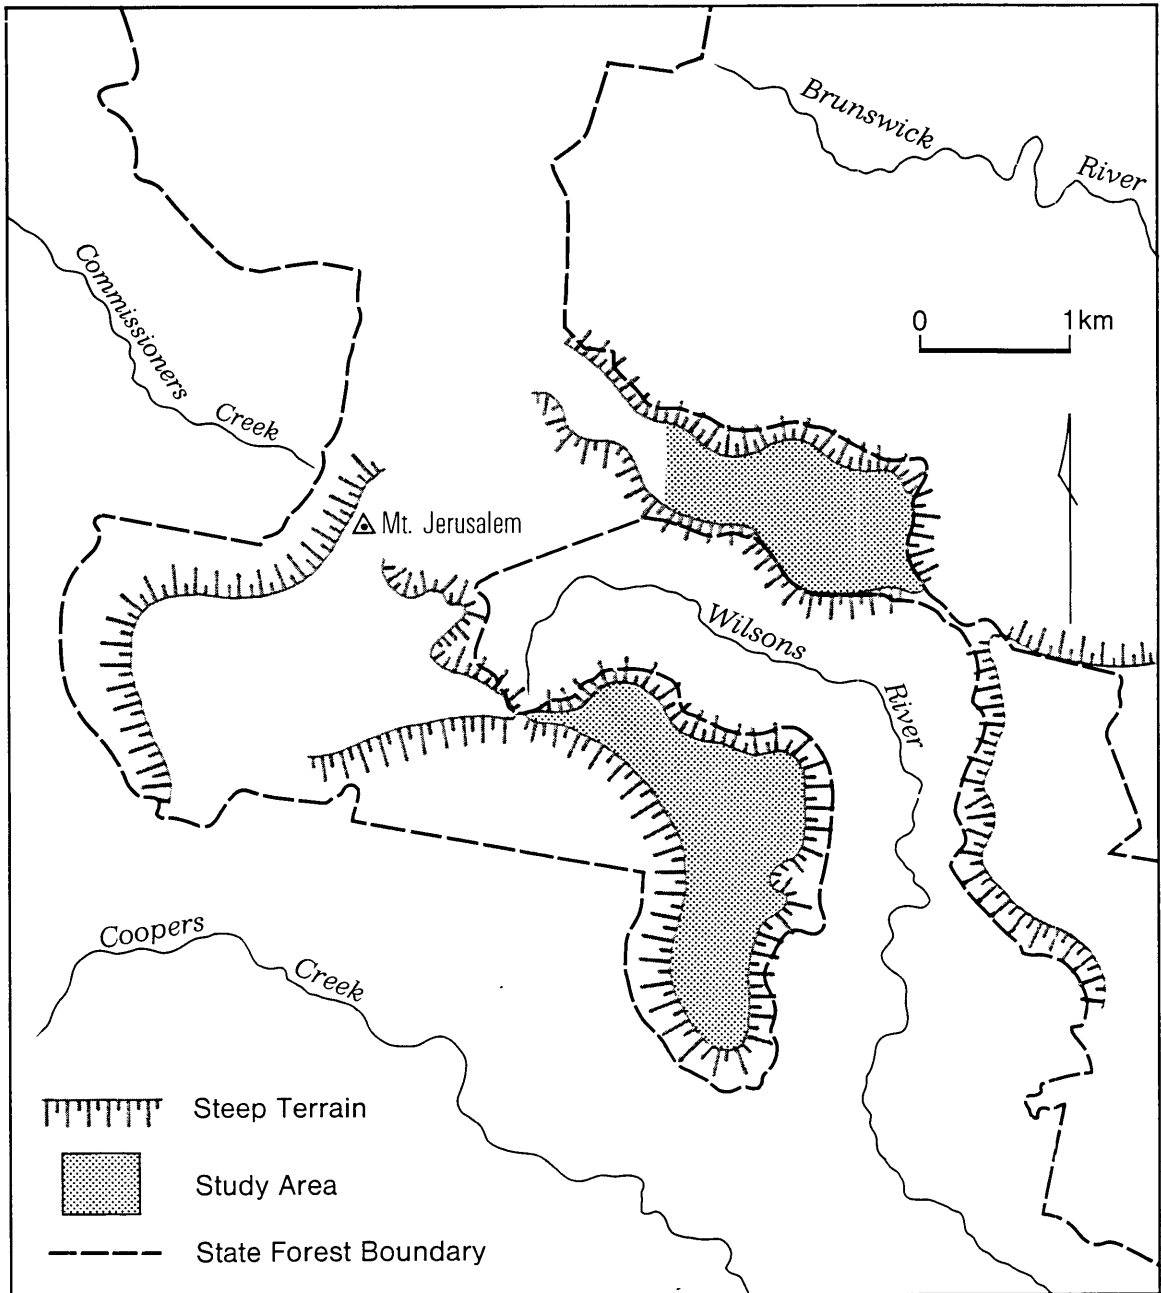 Brunswick
River
Commissioners
Creek
0 1km
Mt. Jerusalem
Wilsons
River
Coopers
Creek
Steep Terrain
Study Area
State Forest Boundary